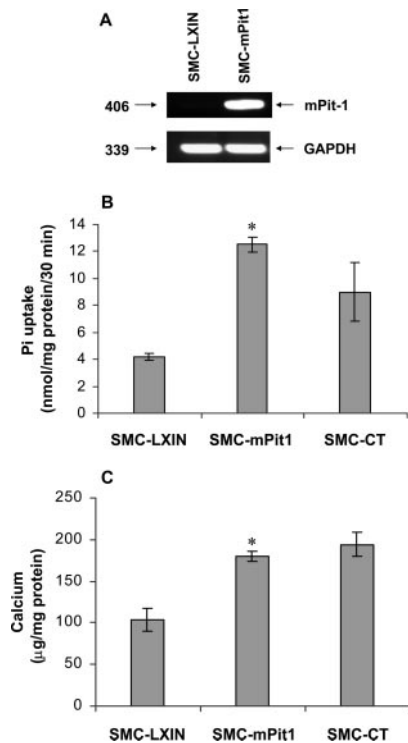 A
SMC-LXIN
SMC-mPit1
406
mPit-1
339
GAPDH
B
Pi uptake
(nmol/mg protein/30 min)
14
12
10
8
6
4
2
0
*
SMC-LXIN SMC-mPit1 SMC-CT
C
Calcium
(μg/mg protein)
250
200
150
100
50
0
*
SMC-LXIN SMC-mPit1 SMC-CT